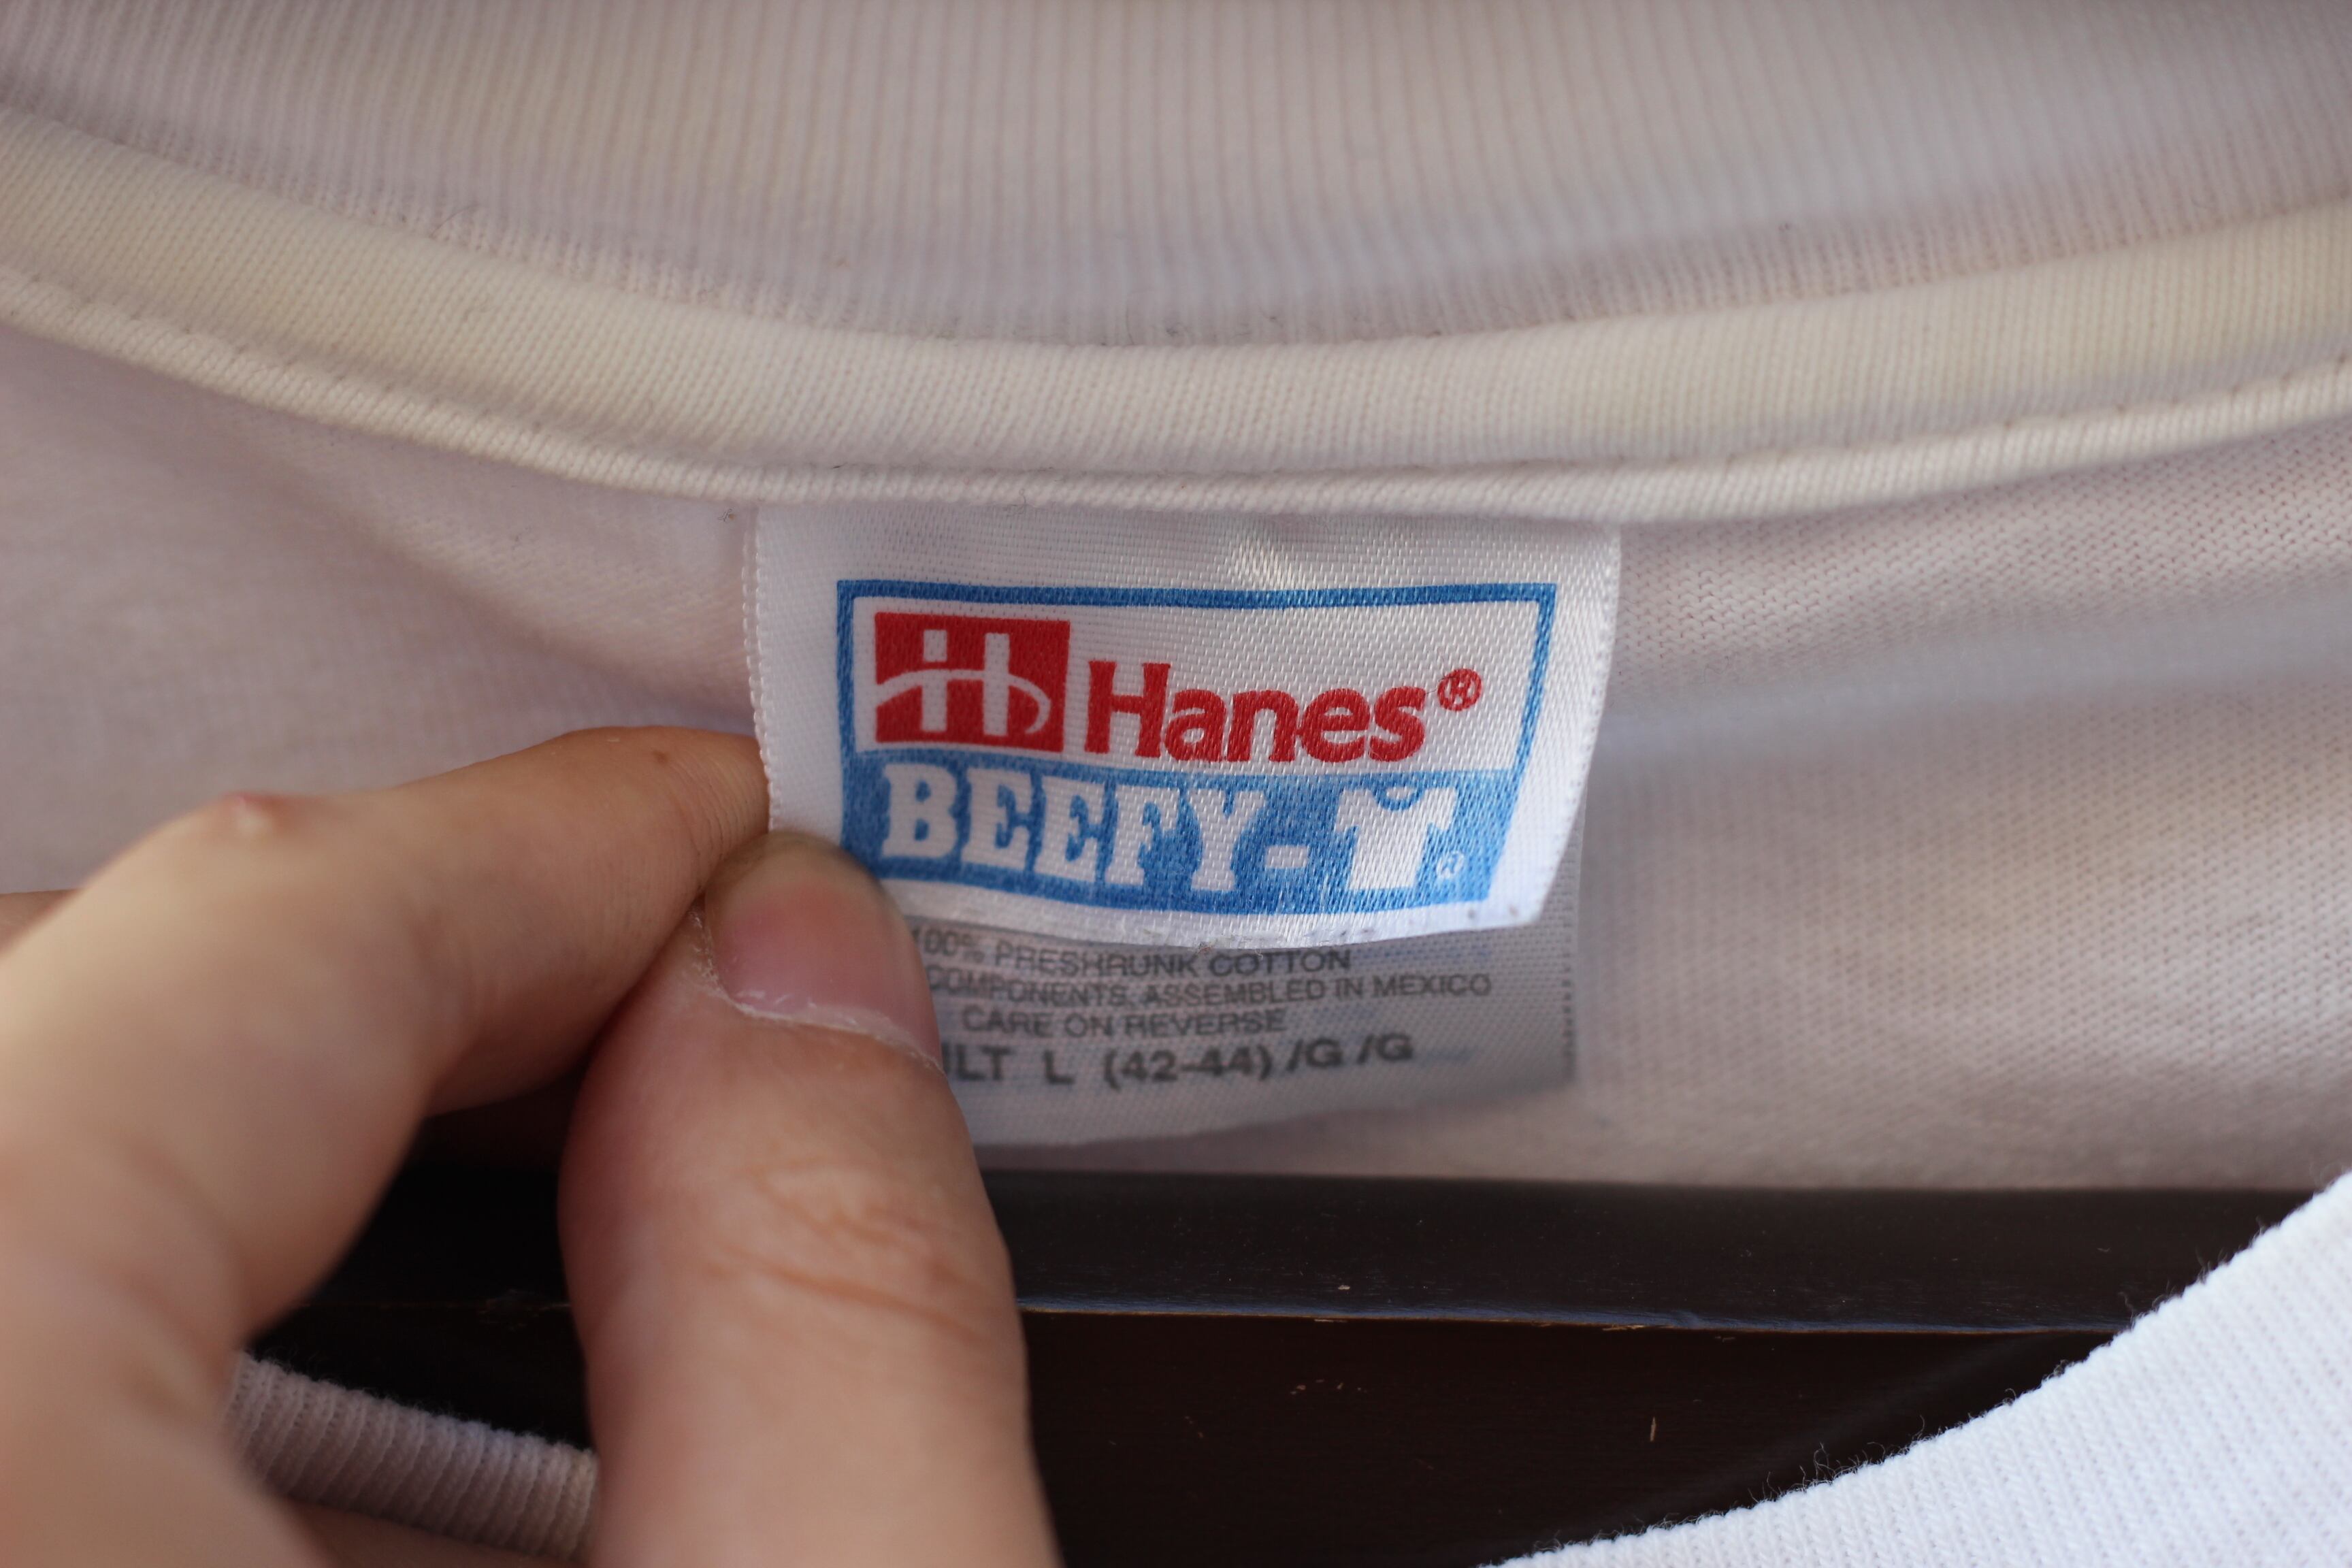 H Hanes®
BEEFY-T®
100% PRESHRUNK COTTON
COMPONENTS, ASSEMBLED IN MEXICO
CARE ON REVERSE
L (42-44) /G /G